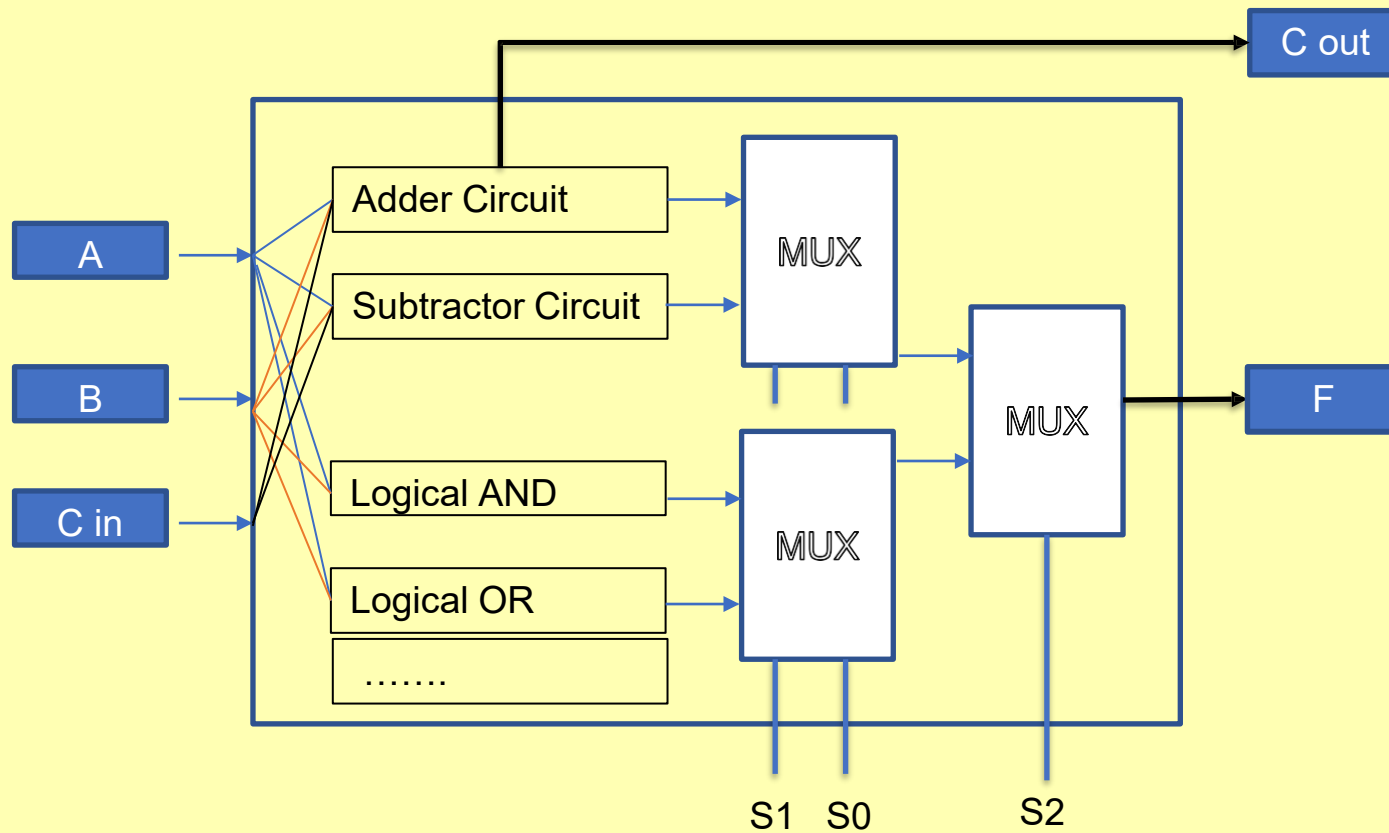 C out
Adder Circuit
MUX
A
Subtractor Circuit
B
MUX
F
Logical AND
C in
MUX
Logical OR
.......
S1
S0
S2